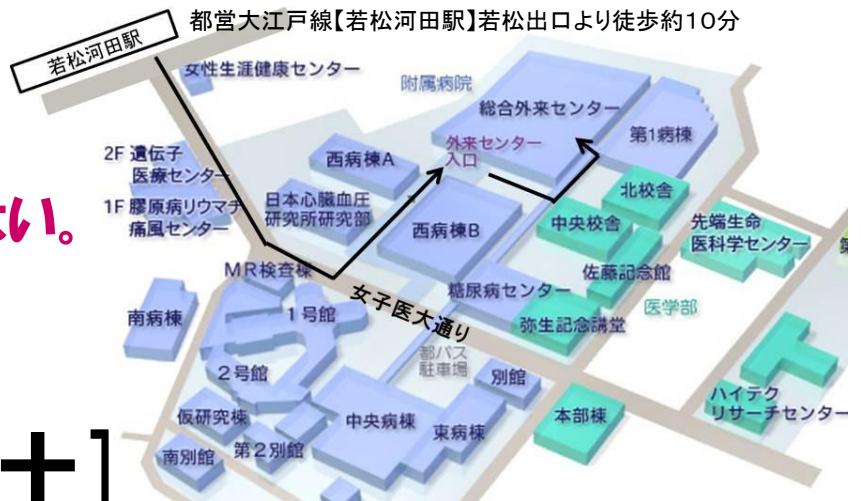 都営大江戸線【若松河田駅】若松出口より徒歩約10分
若松河田駅
女性生涯健康センター
附属病院
総合外来センター
外来センター
入口
第1病棟
2F 遺伝子
医療センター
1F 膠原病リウマチ
痛風センター
西病棟A
日本心臓血圧
研究所研究部
西病棟B
北校舎
中央校舎
先端生命
医科学センター
佐藤記念館
い。
MR検査棟
糖尿病センター
女子医大通り
医学部
弥生記念講堂
南病棟
1号館
都バス
駐車場
2号館
別館
仮研究棟
中央病棟
東病棟
本部棟
ハイテク
リサーチセンター
南別館
第2別館
+]